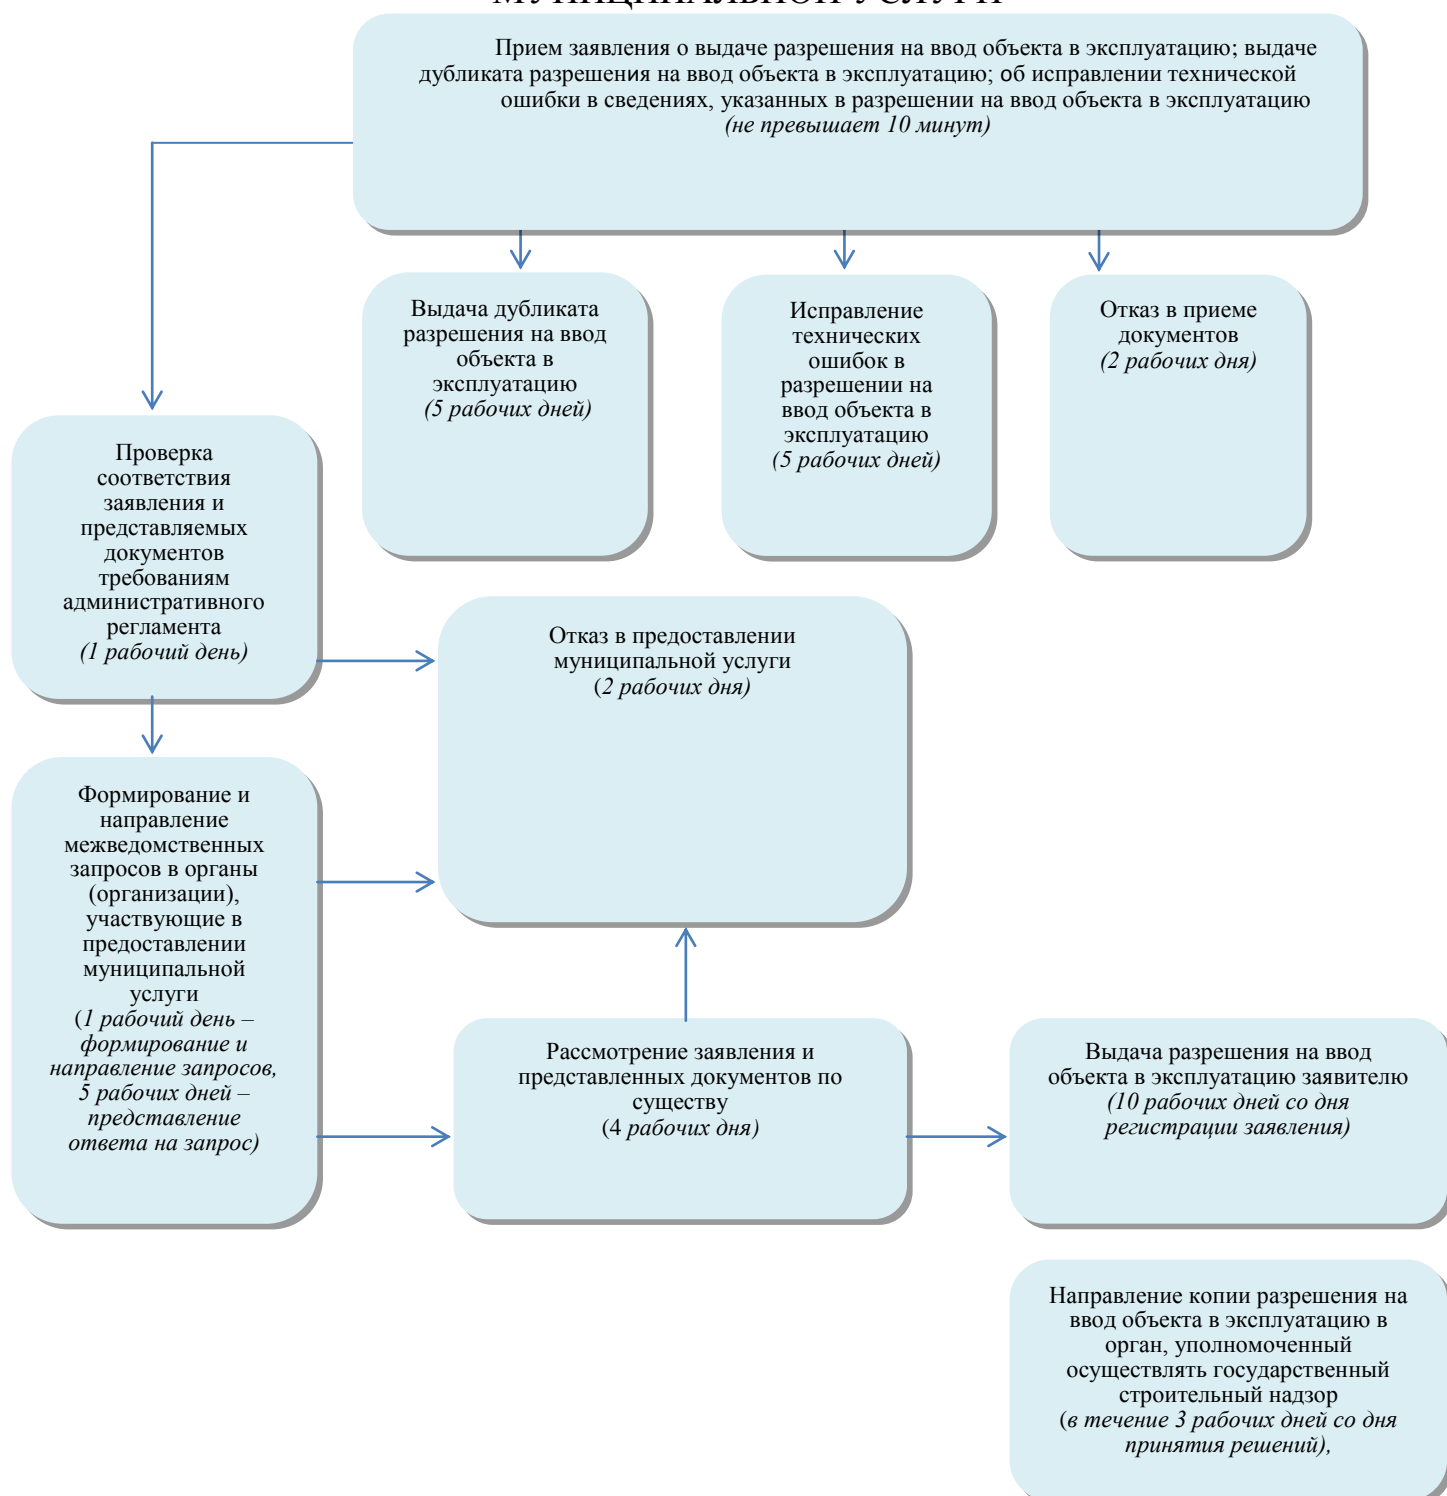 МУНИЦИПАЛЬНОЙ УСЛУГИ
Прием заявления о выдаче разрешения на ввод объекта в эксплуатацию; выдаче
дубликата разрешения на ввод объекта в эксплуатацию; об исправлении технической
ошибки в сведениях, указанных в разрешении на ввод объекта в эксплуатацию
(не превышает 10 минут)
Выдача дубликата
разрешения на ввод
объекта в
эксплуатацию
(5 рабочих дней)
Исправление
технических
ошибок в
разрешении на
ввод объекта в
эксплуатацию
(5 рабочих дней)
Отказ в приеме
документов
(2 рабочих дня)
Проверка
соответствия
заявления и
представляемых
документов
требованиям
административного
регламента
(1 рабочий день)
Отказ в предоставлении
муниципальной услуги
(2 рабочих дня)
Формирование и
направление
межведомственных
запросов в органы
(организации),
участвующие в
предоставлении
муниципальной
услуги
(1 рабочий день –
формирование и
направление запросов,
5 рабочих дней –
представление
ответа на запрос)
Рассмотрение заявления и
представленных документов по
существу
(4 рабочих дня)
Выдача разрешения на ввод
объекта в эксплуатацию заявителю
(10 рабочих дней со дня
регистрации заявления)
Направление копии разрешения на
ввод объекта в эксплуатацию в
орган, уполномоченный
осуществлять государственный
строительный надзор
(в течение 3 рабочих дней со дня
принятия решений),